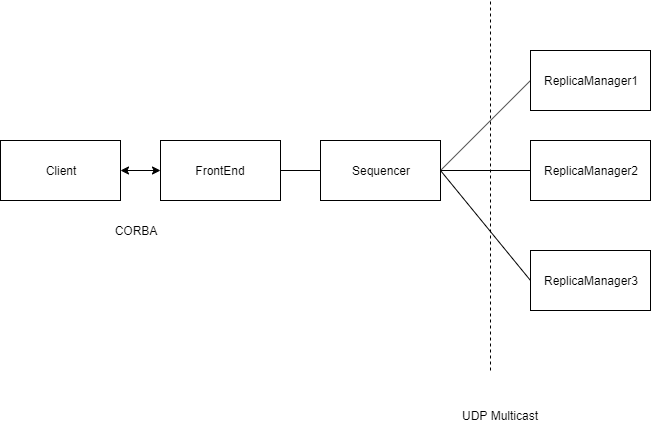 ReplicaManager1
Client
FrontEnd
Sequencer
ReplicaManager2
CORBA
ReplicaManager3
UDP Multicast